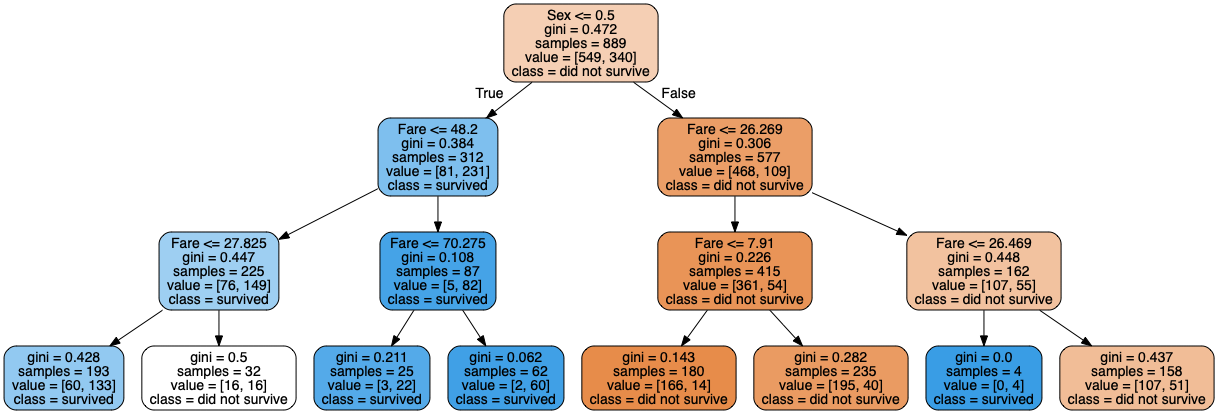 Sex <= 0.5
gini = 0.472
samples = 889
value = [549, 340]
class = did not survive
True
False
Fare <= 48.2
gini = 0.384
samples = 312
value = [81, 231]
class = survived
Fare <= 26.269
gini = 0.306
samples = 577
value = [468, 109]
class = did not survive
Fare <= 27.825
gini = 0.447
samples = 225
value = [76, 149]
class = survived
Fare <= 70.275
gini = 0.108
samples = 87
value = [5, 82]
class = survived
Fare <= 7.91
gini = 0.226
samples = 415
value = [361, 54]
class = did not survive
Fare <= 26.469
gini = 0.448
samples = 162
value = [107, 55]
class = did not survive
gini = 0.428
samples = 193
value = [60, 133]
class = survived
gini = 0.5
samples = 32
value = [16, 16]
class = did not survive
gini = 0.211
samples = 25
value = [3, 22]
class = survived
gini = 0.062
samples = 62
value = [2, 60]
class = survived
gini = 0.143
samples = 180
value = [166, 14]
class = did not survive
gini = 0.282
samples = 235
value = [195, 40]
class = did not survive
gini = 0.0
samples = 4
value = [0, 4]
class = survived
gini = 0.437
samples = 158
value = [107, 51]
class = did not survive